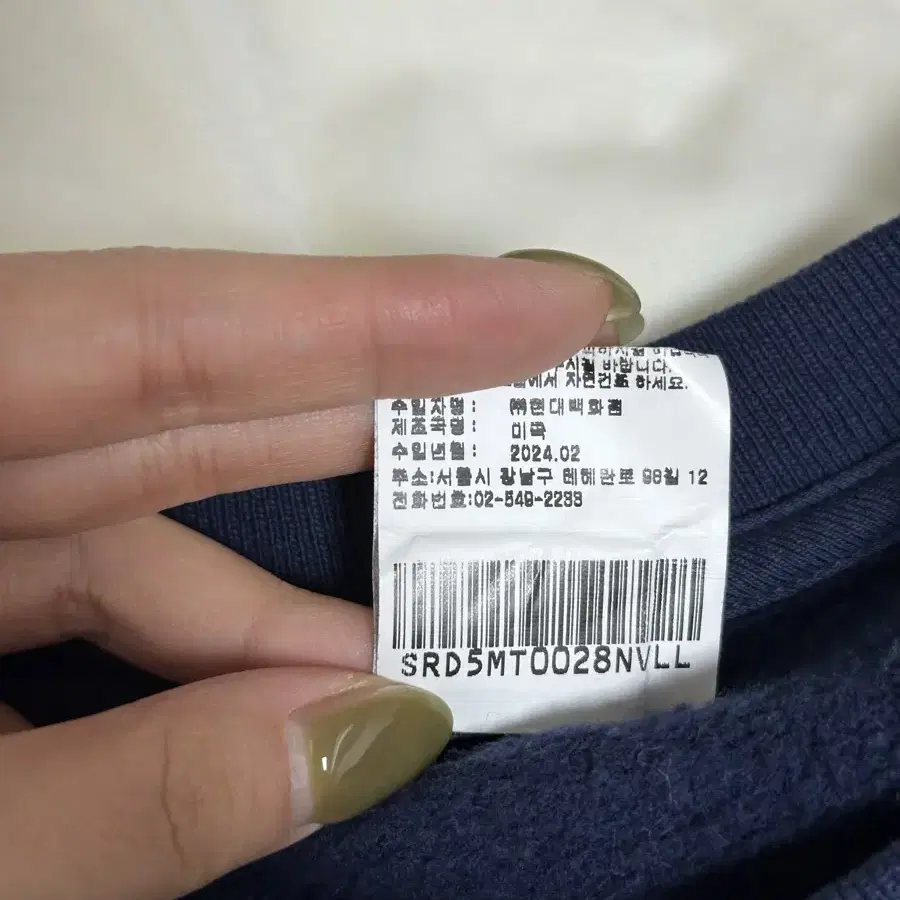 바랍니다.
에서 자연건조 하세요.
수입자명 : ㈜현대백화점
제조국명 : 미국
수입년월 : 2024.02
주소:서울시 강남구 테헤란로 98길 12
전화번호:02-549-2233
SRD5MT0028NVLL